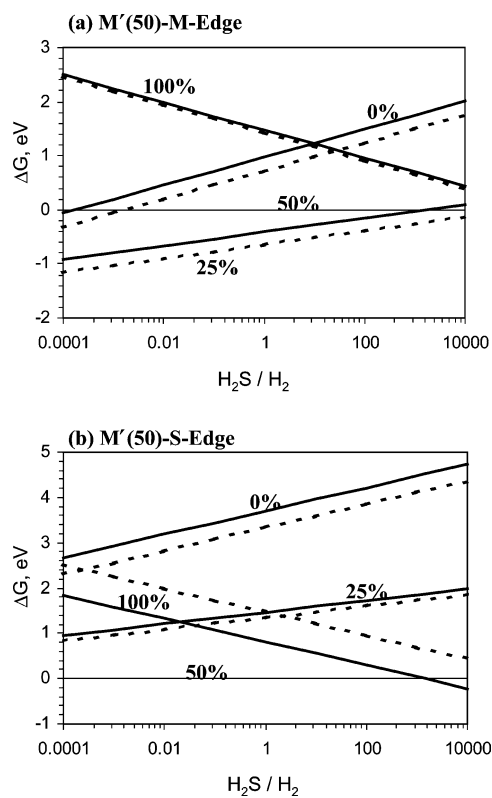 (a) M′(50)-M-Edge
3
2
1
0
-1
-2
ΔG, eV
100%
0%
50%
25%
0.0001 0.01 1 100 10000
H₂S / H₂
(b) M′(50)-S-Edge
5
4
3
2
1
0
-1
ΔG, eV
0%
100%
25%
50%
0.0001 0.01 1 100 10000
H₂S / H₂